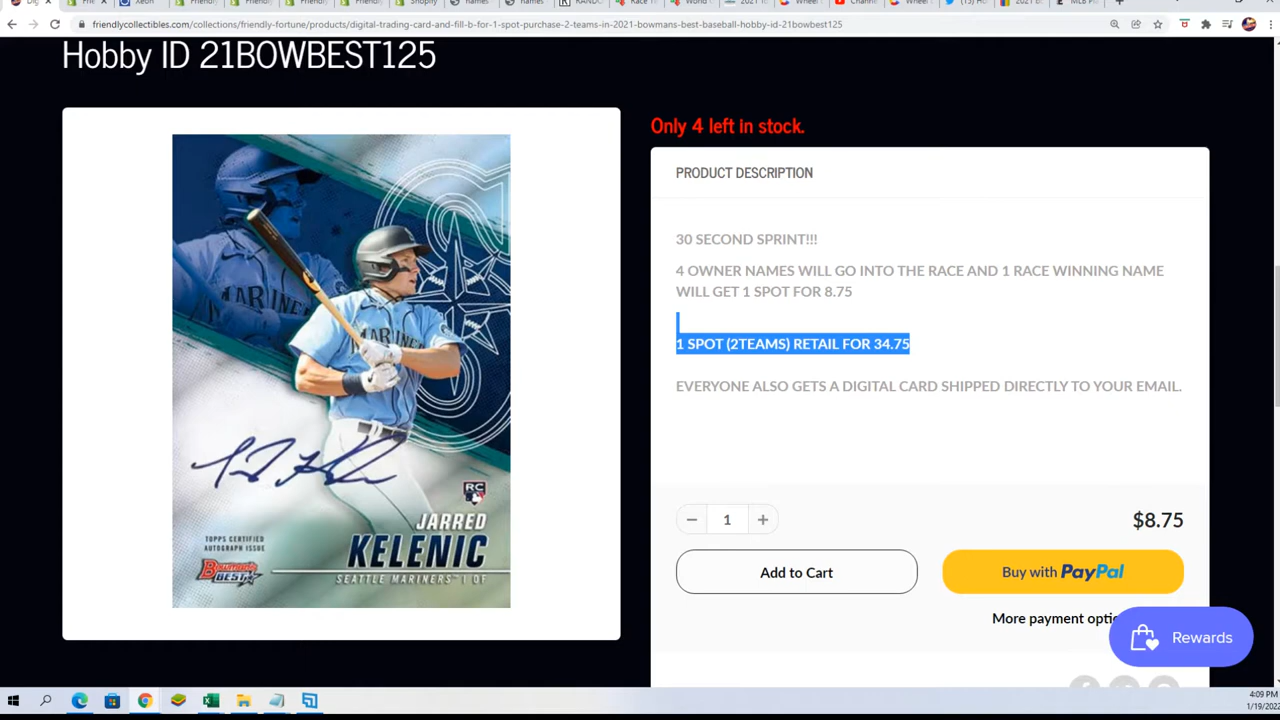 friendlycollectibles.com/collections/friendly-fortune/products/digital-trading-card-and-fill-b-for-1-spot-purchase-2-teams-in-2021-bowmans-best-baseball-hobby-id-21bowbest125
Hobby ID 21BOWBEST125
Only 4 left in stock.
PRODUCT DESCRIPTION
30 SECOND SPRINT!!!
4 OWNER NAMES WILL GO INTO THE RACE AND 1 RACE WINNING NAME
WILL GET 1 SPOT FOR 8.75
1 SPOT (2TEAMS) RETAIL FOR 34.75
EVERYONE ALSO GETS A DIGITAL CARD SHIPPED DIRECTLY TO YOUR EMAIL.
MARINERS
RC
JARRED
KELENIC
SEATTLE MARINERS™ | OF
TOPPS CERTIFIED
AUTOGRAPH ISSUE
Bowman's
BEST
1
$8.75
Add to Cart
Buy with PayPal
More payment optio
Rewards
4:09 PM
1/19/2022